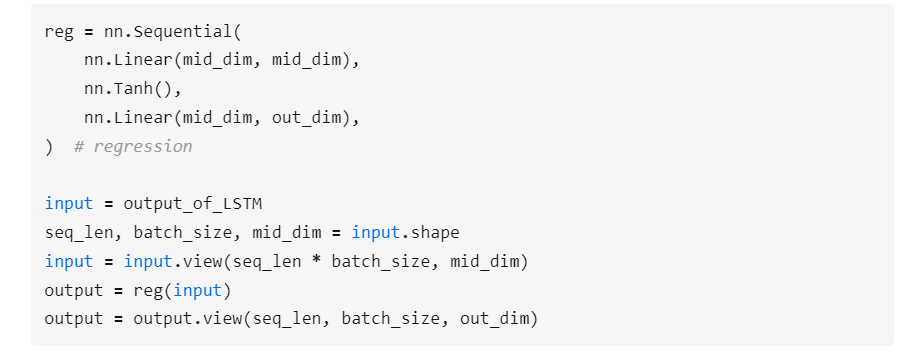 reg = nn.Sequential(
    nn.Linear(mid_dim, mid_dim),
    nn.Tanh(),
    nn.Linear(mid_dim, out_dim),
)  # regression

input = output_of_LSTM
seq_len, batch_size, mid_dim = input.shape
input = input.view(seq_len * batch_size, mid_dim)
output = reg(input)
output = output.view(seq_len, batch_size, out_dim)